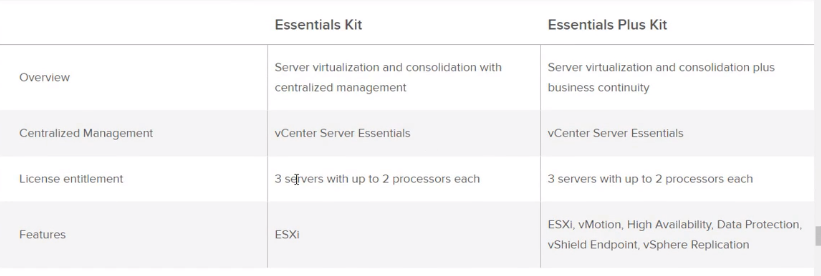 Essentials Kit
Essentials Plus Kit
Overview
Server virtualization and consolidation with
centralized management
Server virtualization and consolidation plus
business continuity
Centralized Management
vCenter Server Essentials
vCenter Server Essentials
License entitlement
3 servers with up to 2 processors each
3 servers with up to 2 processors each
Features
ESXi
ESXi, vMotion, High Availability, Data Protection,
vShield Endpoint, vSphere Replication